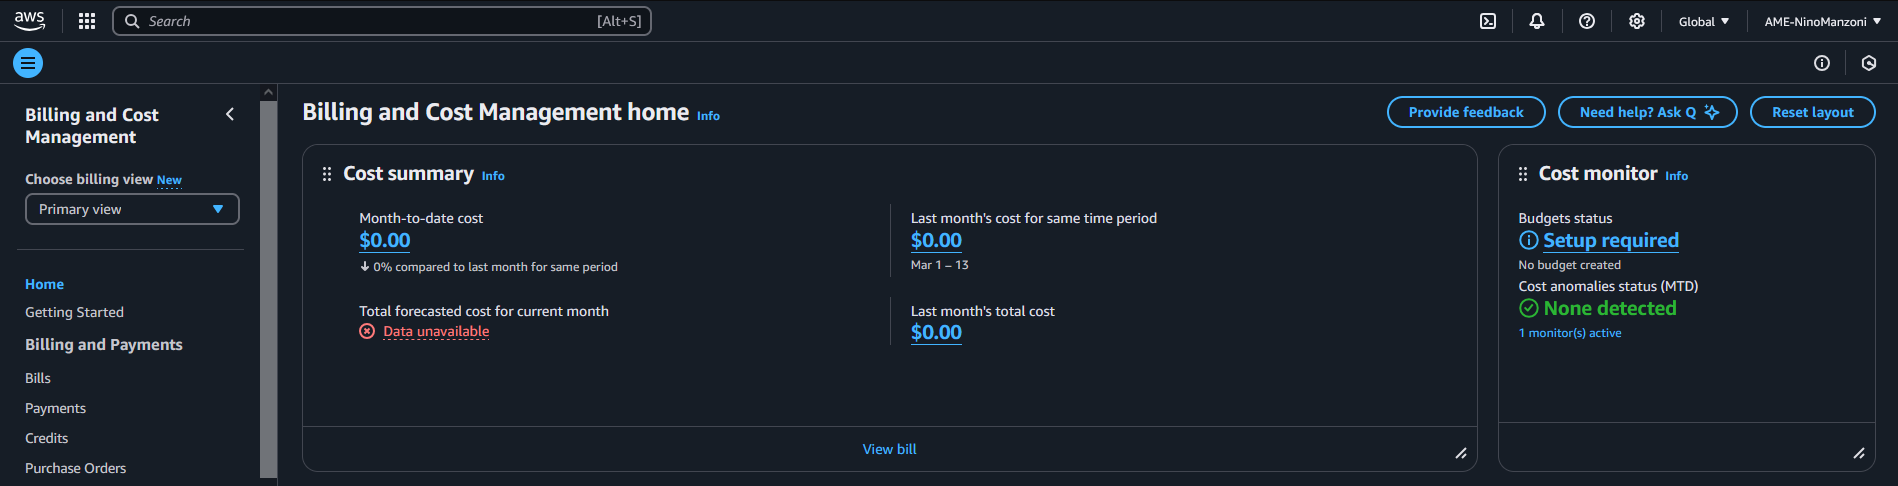 aws
Search
[Alt+S]
Global
AME-NinoManzoni
Billing and Cost
Management
Choose billing view New
Primary view
Home
Getting Started
Billing and Payments
Bills
Payments
Credits
Purchase Orders
Billing and Cost Management home Info
Provide feedback
Need help? Ask Q
Reset layout
Cost summary Info
Month-to-date cost
$0.00
0% compared to last month for same period
Last month's cost for same time period
$0.00
Mar 1 – 13
Total forecasted cost for current month
Data unavailable
Last month's total cost
$0.00
View bill
Cost monitor Info
Budgets status
Setup required
No budget created
Cost anomalies status (MTD)
None detected
1 monitor(s) active